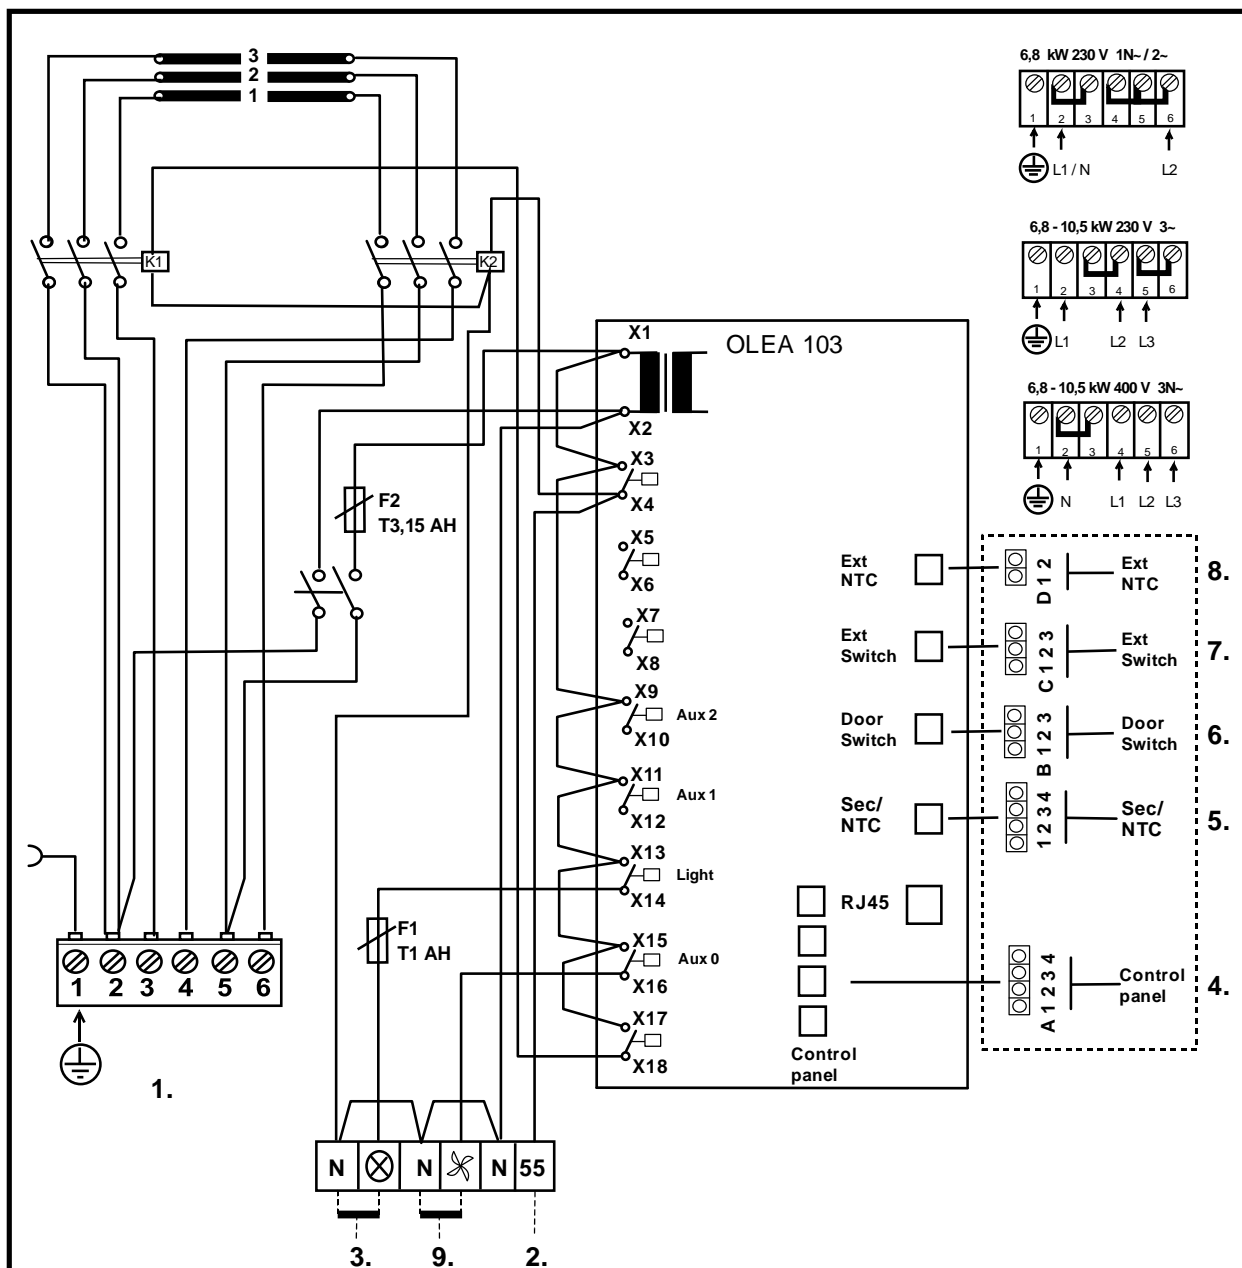 3
2
1
K1
K2
6,8 kW 230 V 1N~ / 2~
1 2 3 4 5 6
L1 / N L2
6,8 - 10,5 kW 230 V 3~
1 2 3 4 5 6
L1 L2 L3
6,8 - 10,5 kW 400 V 3N~
1 2 3 4 5 6
N L1 L2 L3
OLEA 103
X1
X2
X3
X4
X5
X6
X7
X8
X9
Aux 2
X10
X11
Aux 1
X12
X13
Light
X14
X15
Aux 0
X16
X17
X18
F2
T3,15 AH
F1
T1 AH
Ext
NTC
D 1 2
Ext
NTC
8.
Ext
Switch
C 1 2 3
Ext
Switch
7.
Door
Switch
B 1 2 3
Door
Switch
6.
Sec/
NTC
1 2 3 4
Sec/
NTC
5.
RJ45
A 1 2 3 4
Control
panel
4.
Control
panel
1 2 3 4 5 6
1.
N N N 55
3. 9. 2.